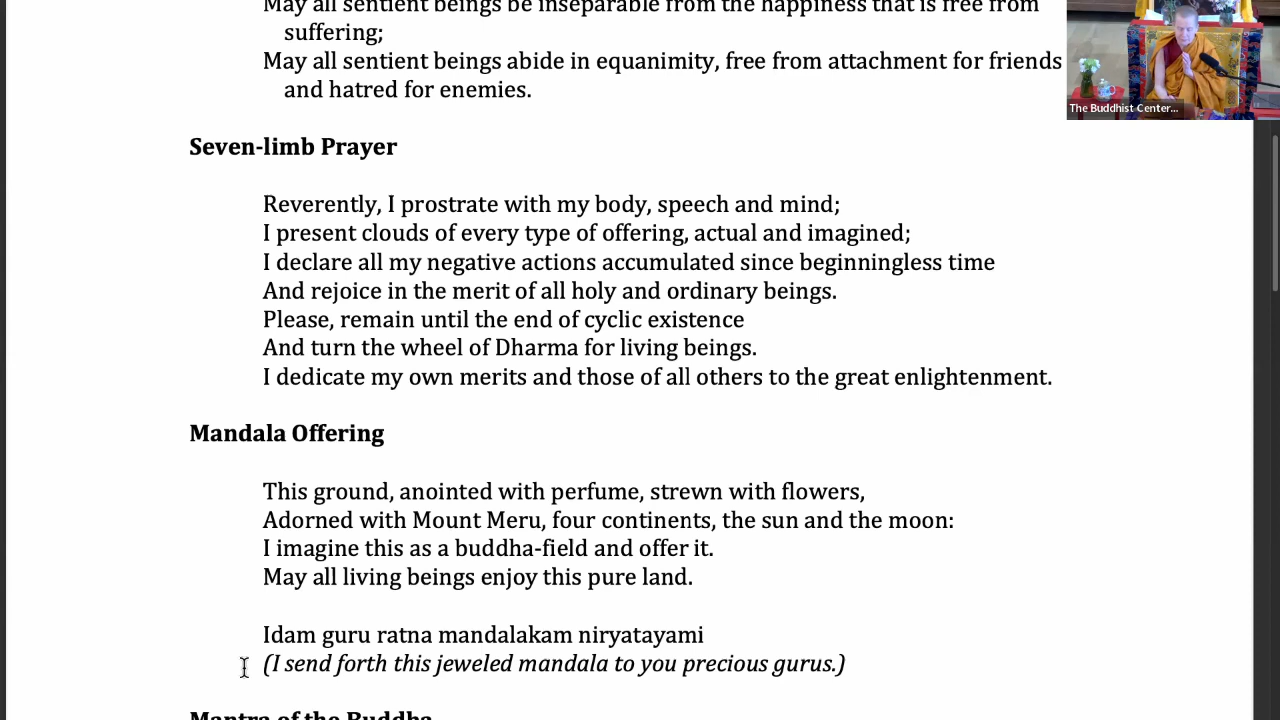 May all sentient beings be inseparable from the happiness that is free from
suffering;
May all sentient beings abide in equanimity, free from attachment for friends
and hatred for enemies.
The Buddhist Center...
Seven-limb Prayer
Reverently, I prostrate with my body, speech and mind;
I present clouds of every type of offering, actual and imagined;
I declare all my negative actions accumulated since beginningless time
And rejoice in the merit of all holy and ordinary beings.
Please, remain until the end of cyclic existence
And turn the wheel of Dharma for living beings.
I dedicate my own merits and those of all others to the great enlightenment.
Mandala Offering
This ground, anointed with perfume, strewn with flowers,
Adorned with Mount Meru, four continents, the sun and the moon:
I imagine this as a buddha-field and offer it.
May all living beings enjoy this pure land.
Idam guru ratna mandalakam niryatayami
(I send forth this jeweled mandala to you precious gurus.)
Mantra of the Buddha